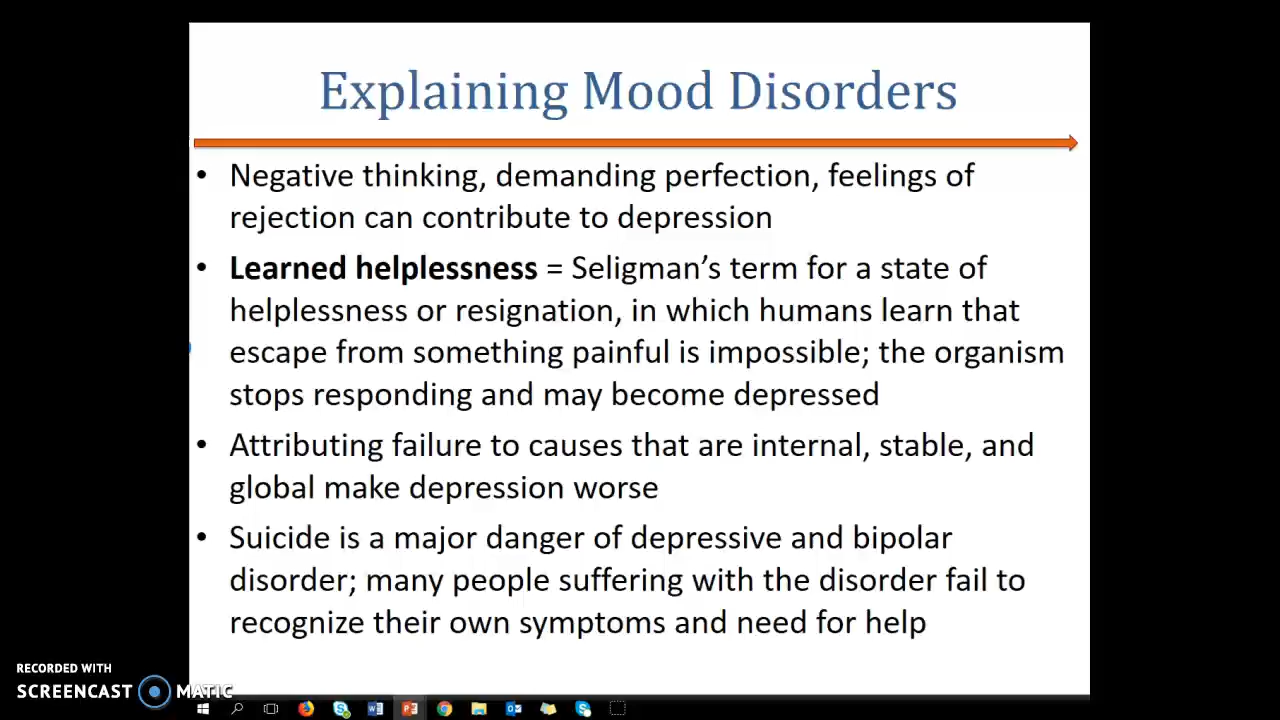 Explaining Mood Disorders
• Negative thinking, demanding perfection, feelings of
rejection can contribute to depression
• Learned helplessness = Seligman’s term for a state of
helplessness or resignation, in which humans learn that
escape from something painful is impossible; the organism
stops responding and may become depressed
• Attributing failure to causes that are internal, stable, and
global make depression worse
• Suicide is a major danger of depressive and bipolar
disorder; many people suffering with the disorder fail to
recognize their own symptoms and need for help
RECORDED WITH
SCREENCAST MATIC